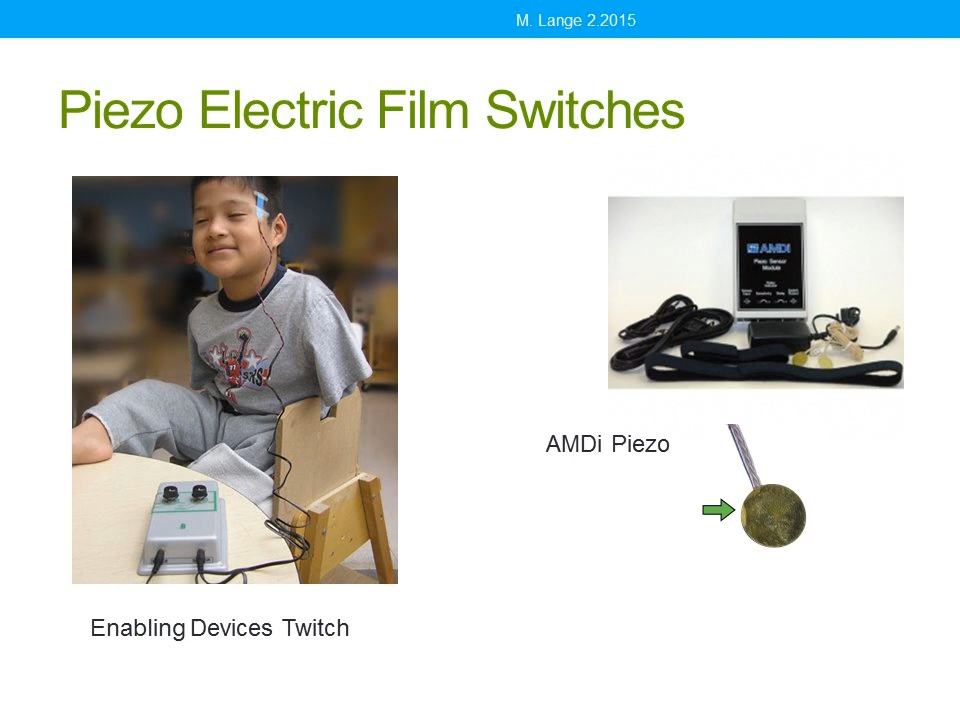 M. Lange 2.2015
Piezo Electric Film Switches
AMDi
Piezo Sensor
Module
AMDi Piezo
Enabling Devices Twitch